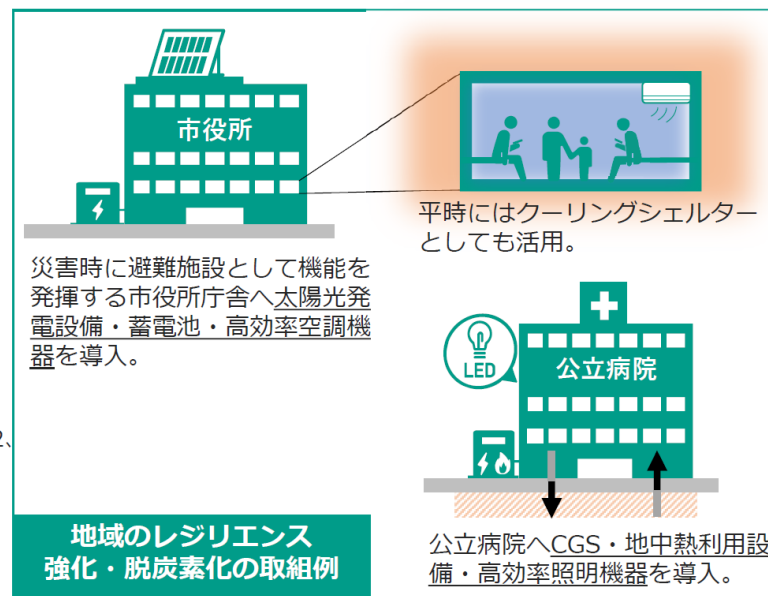 市役所
平時にはクーリングシェルター
としても活用。
災害時に避難施設として機能を
発揮する市役所庁舎へ太陽光発
電設備・蓄電池・高効率空調機
器を導入。
LED
公立病院
公立病院へCGS・地中熱利用設
備・高効率照明機器を導入。
地域のレジリエンス
強化・脱炭素化の取組例